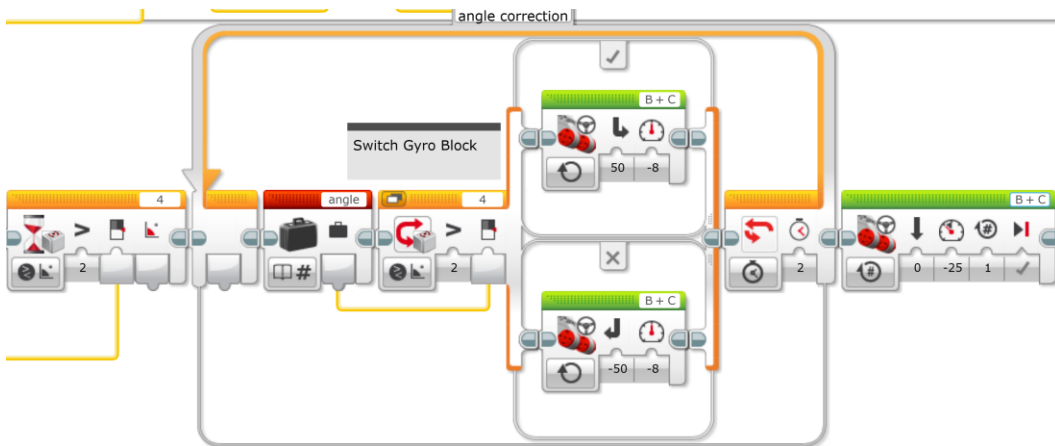 angle correction
B + C
Switch Gyro Block
50 -8
4
angle
4
B + C
> 
#
>
#
2
2
2
0 -25 1
B + C
-50 -8